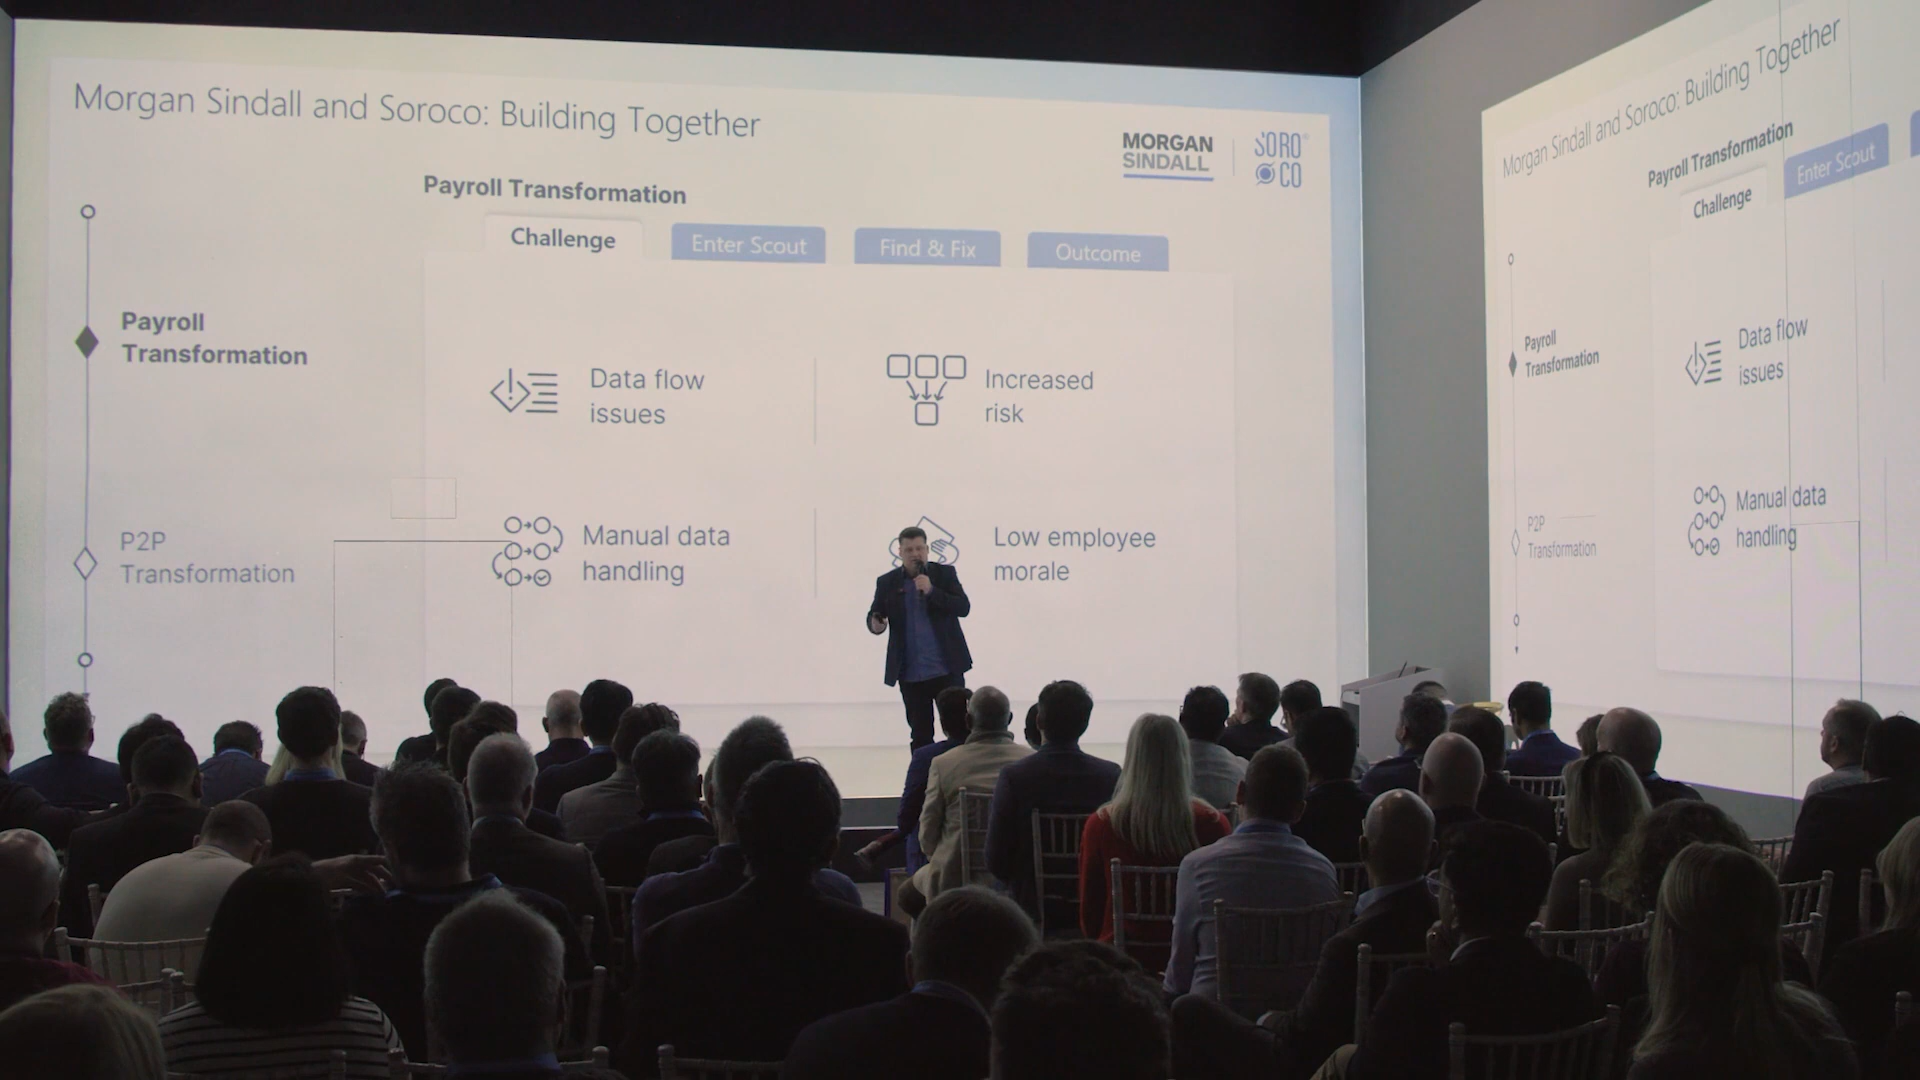 Morgan Sindall and Soroco: Building Together
MORGAN
SINDALL
SORO
CO
Payroll Transformation
Challenge
Enter Scout
Find & Fix
Outcome
Payroll
Transformation
Data flow
issues
Increased
risk
P2P
Transformation
Manual data
handling
Low employee
morale
Morgan Sindall and Soroco: Building Together
Payroll Transformation
Challenge
Enter Scout
Payroll
Transformation
Data flow
issues
P2P
Transformation
Manual data
handling